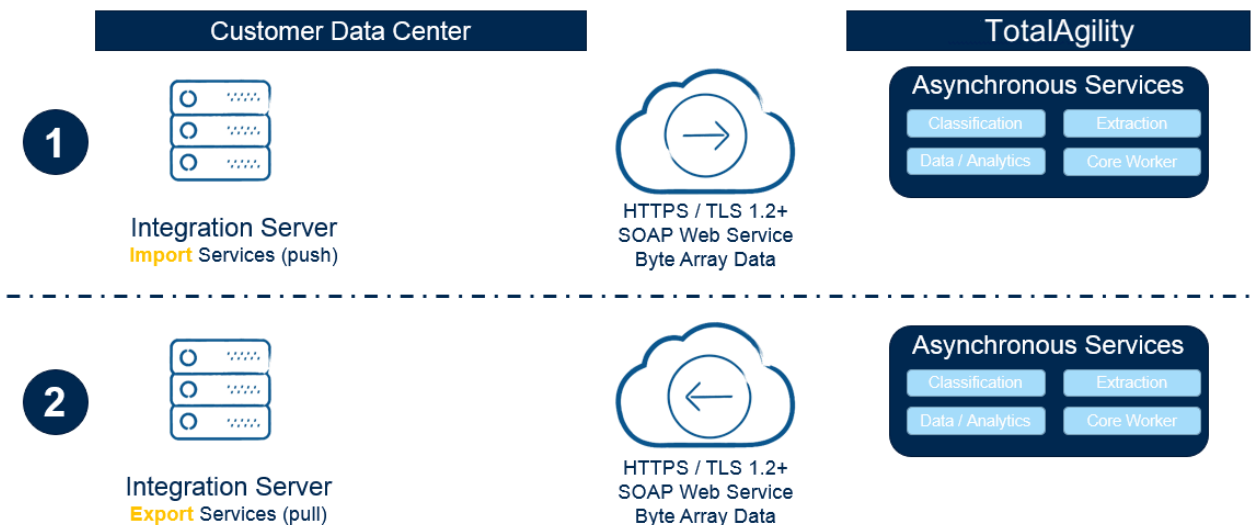 Customer Data Center
TotalAgility
1
Integration Server
Import Services (push)
HTTPS / TLS 1.2+
SOAP Web Service
Byte Array Data
Asynchronous Services
Classification
Extraction
Data / Analytics
Core Worker
2
Integration Server
Export Services (pull)
HTTPS / TLS 1.2+
SOAP Web Service
Byte Array Data
Asynchronous Services
Classification
Extraction
Data / Analytics
Core Worker